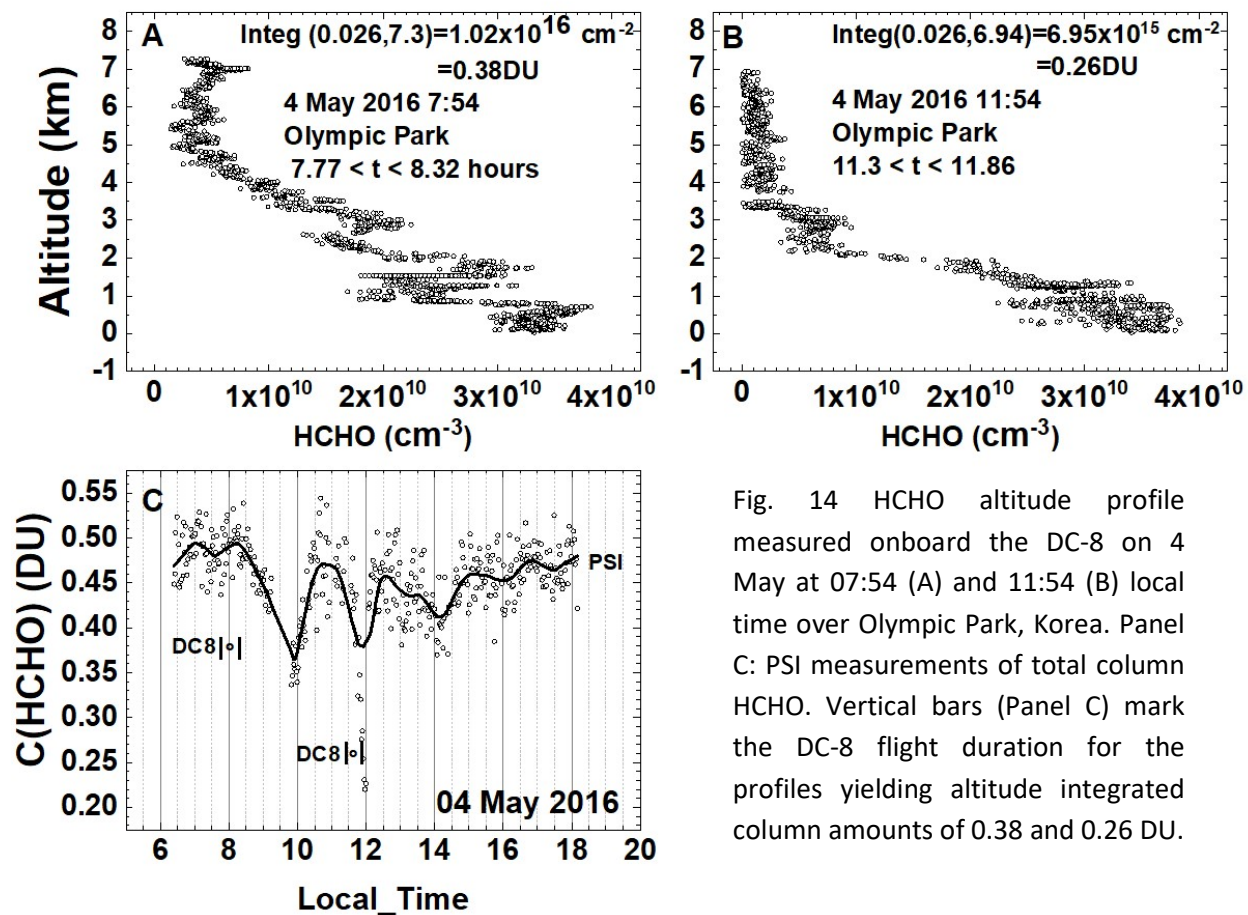 A
Integ (0.026,7.3)=1.02x10^16 cm^-2
=0.38DU
4 May 2016 7:54
Olympic Park
7.77 < t < 8.32 hours
Altitude (km)
8
7
6
5
4
3
2
1
0
-1
0 1x10^10 2x10^10 3x10^10 4x10^10
HCHO (cm^-3)
B
Integ(0.026,6.94)=6.95x10^15 cm^-2
=0.26DU
4 May 2016 11:54
Olympic Park
11.3 < t < 11.86
8
7
6
5
4
3
2
1
0
-1
0 1x10^10 2x10^10 3x10^10 4x10^10
HCHO (cm^-3)
C
C(HCHO) (DU)
0.55
0.50
0.45
0.40
0.35
0.30
0.25
0.20
PSI
DC8
DC8
04 May 2016
6 8 10 12 14 16 18 20
Local_Time
Fig. 14 HCHO altitude profile
measured onboard the DC-8 on 4
May at 07:54 (A) and 11:54 (B) local
time over Olympic Park, Korea. Panel
C: PSI measurements of total column
HCHO. Vertical bars (Panel C) mark
the DC-8 flight duration for the
profiles yielding altitude integrated
column amounts of 0.38 and 0.26 DU.